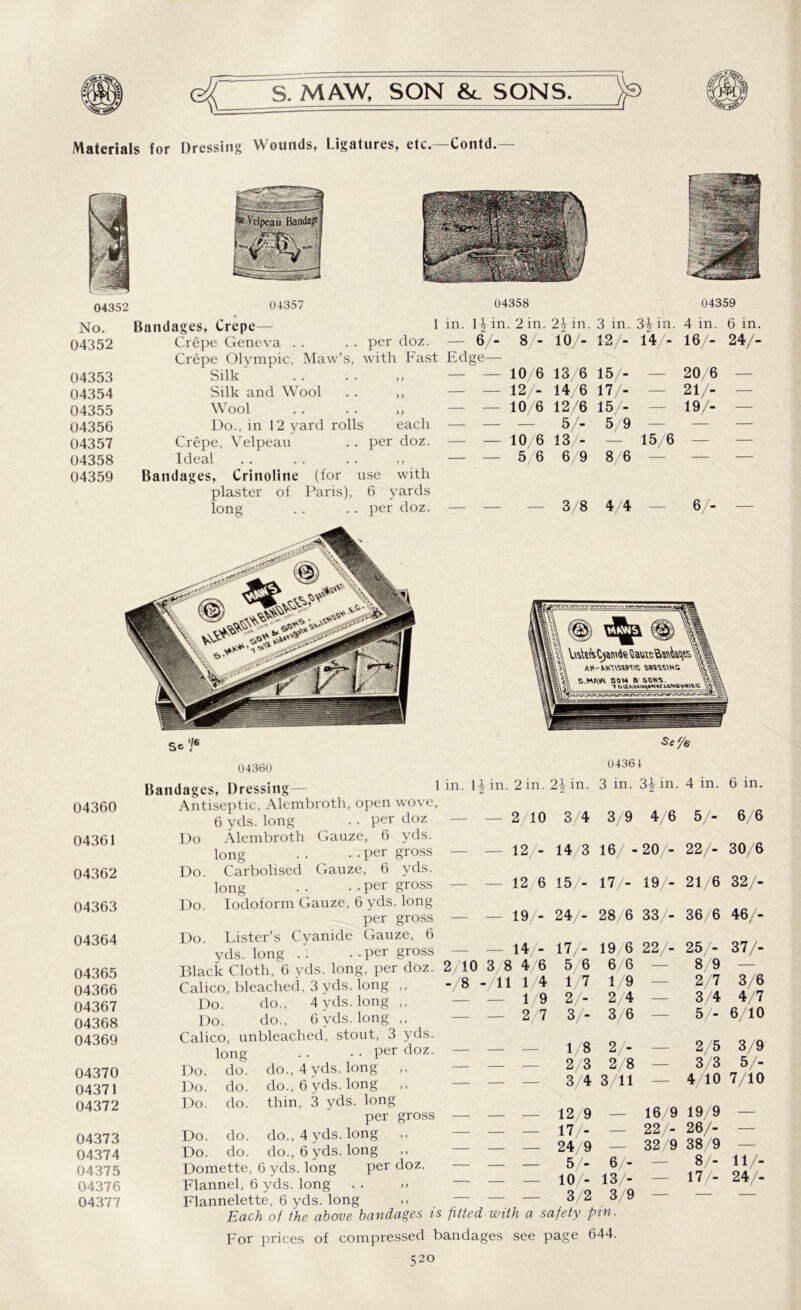 S. MAW, SON & SONS.
Materials for Dressing Wounds, Ligatures, etc.—Contd.—
Velpeau Bandage
04352 04357 04358 04359
No. Bandages, Crêpe— 1 in. 1½ in. 2 in. 2½ in. 3 in. 3½ in. 4 in. 6 in.
04352 Crêpe Geneva . . . . per doz. — 6/- 8/- 10/- 12/- 14/- 16/- 24/-
Crêpe Olympic, Maw's, with Fast Edge—
04353 Silk . . . . ,, — — 10/6 13/6 15/- — 20/6 —
04354 Silk and Wool . . ,, — — 12/- 14/6 17/- — 21/- —
04355 Wool . . . . ,, — — 10/6 12/6 15/- — 19/- —
04356 Do., in 12 yard rolls each — — — 5/- 5/9 — — —
04357 Crêpe, Velpeau . . per doz. — — 10/6 13/- — 15/6 — —
04358 Ideal . . . . . . ,, — — 5/6 6/9 8/6 — — —
04359 Bandages, Crinoline (for use with
plaster of Paris), 6 yards
long . . . . per doz. — — — 3/8 4/4 — 6/- —
MAWS
S. MAW, SON & SONS,
MAWS
Lister's Cyanide Gauze Bandages
AN-ANTISEPTIC DRESSING
S. MAW, SON & SONS.
Sc 1/6 Sc 1/6
04360 04361
Bandages, Dressing— 1 in. 1½ in. 2 in. 2½ in. 3 in. 3½ in. 4 in. 6 in.
04360 Antiseptic, Alembroth, open wove,
6 yds. long . . per doz — — 2/10 3/4 3/9 4/6 5/- 6/6
04361 Do Alembroth Gauze, 6 yds.
long . . . . per gross — — 12/- 14/3 16/- 20/- 22/- 30/6
04362 Do. Carbolised Gauze, 6 yds.
long . . . . per gross — — 12/6 15/- 17/- 19/- 21/6 32/-
04363 Do. Iodoform Gauze, 6 yds. long
per gross — — 19/- 24/- 28/6 33/- 36/6 46/-
04364 Do. Lister's Cyanide Gauze, 6
yds. long . . . . per gross — — 14/- 17/- 19/6 22/- 25/- 37/-
04365 Black Cloth, 6 yds. long, per doz. 2/10 3/8 4/6 5/6 6/6 — 8/9 —
04366 Calico, bleached, 3 yds. long ,, -/8 -/11 1/4 1/7 1/9 — 2/7 3/6
04367 Do. do., 4 yds. long ,, — — 1/9 2/- 2/4 — 3/4 4/7
04368 Do. do., 6 yds. long ,, — — 2/7 3/- 3/6 — 5/- 6/10
04369 Calico, unbleached, stout, 3 yds.
long . . . . per doz. — — — 1/8 2/- — 2/5 3/9
04370 Do. do. do., 4 yds. long ,, — — — 2/3 2/8 — 3/3 5/-
04371 Do. do. do., 6 yds. long ,, — — — 3/4 3/11 — 4/10 7/10
04372 Do. do. thin, 3 yds. long
per gross — — — 12/9 — 16/9 19/9 —
04373 Do. do. do., 4 yds. long ,, — — — 17/- — 22/- 26/- —
04374 Do. do. do., 6 yds. long ,, — — — 24/9 — 32/9 38/9 —
04375 Domette, 6 yds. long per doz. — — — 5/- 6/- — 8/- 11/-
04376 Flannel, 6 yds. long . . ,, — — — 10/- 13/- — 17/- 24/-
04377 Flannelette, 6 yds. long ,, — — — 3/2 3/9 — — —
Each of the above bandages is fitted with a safety pin.
For prices of compressed bandages see page 644.
520